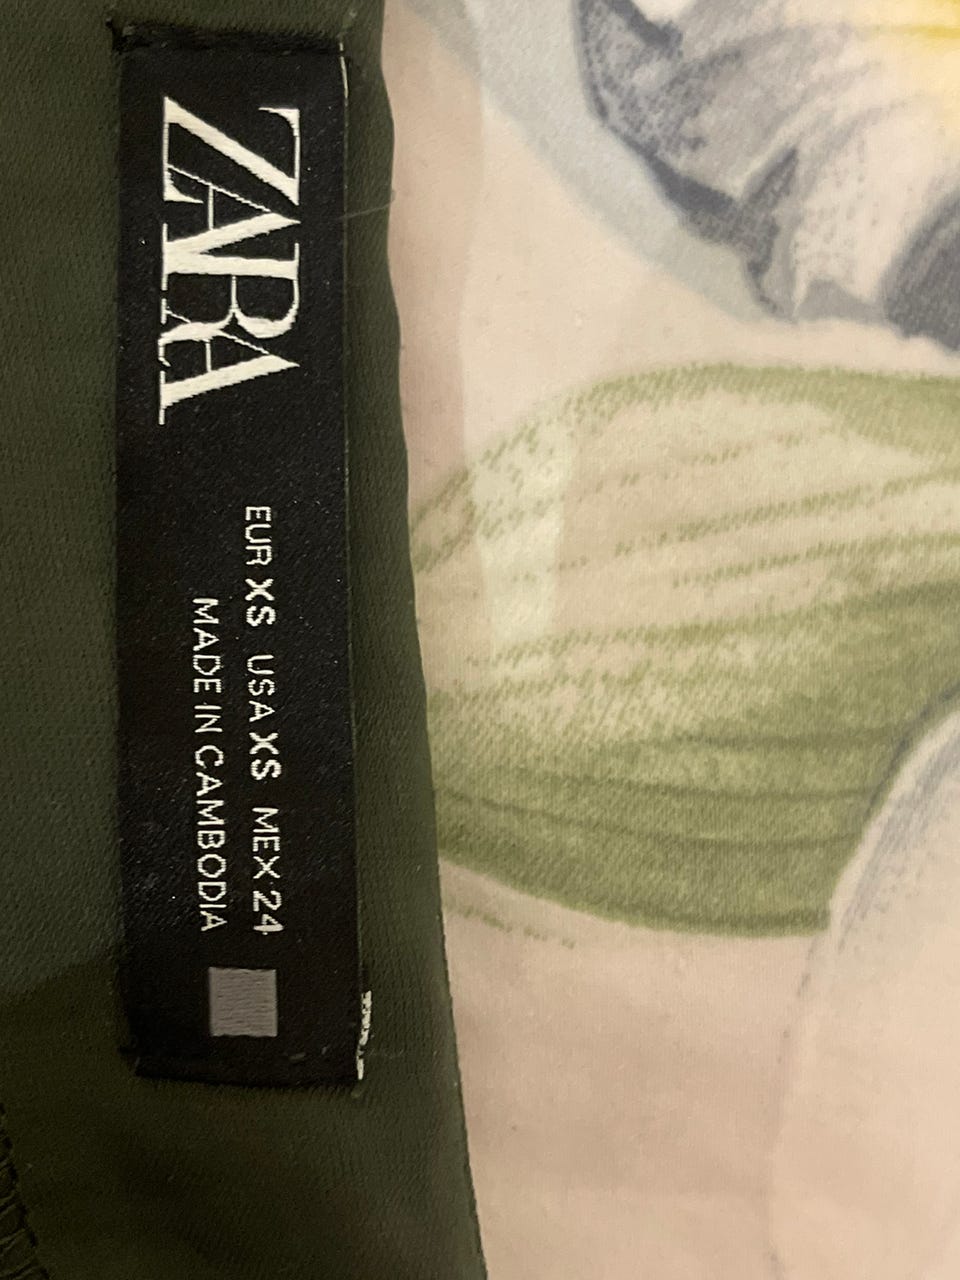 ZARA
EUR XS USA XS MEX 24
MADE IN CAMBODIA